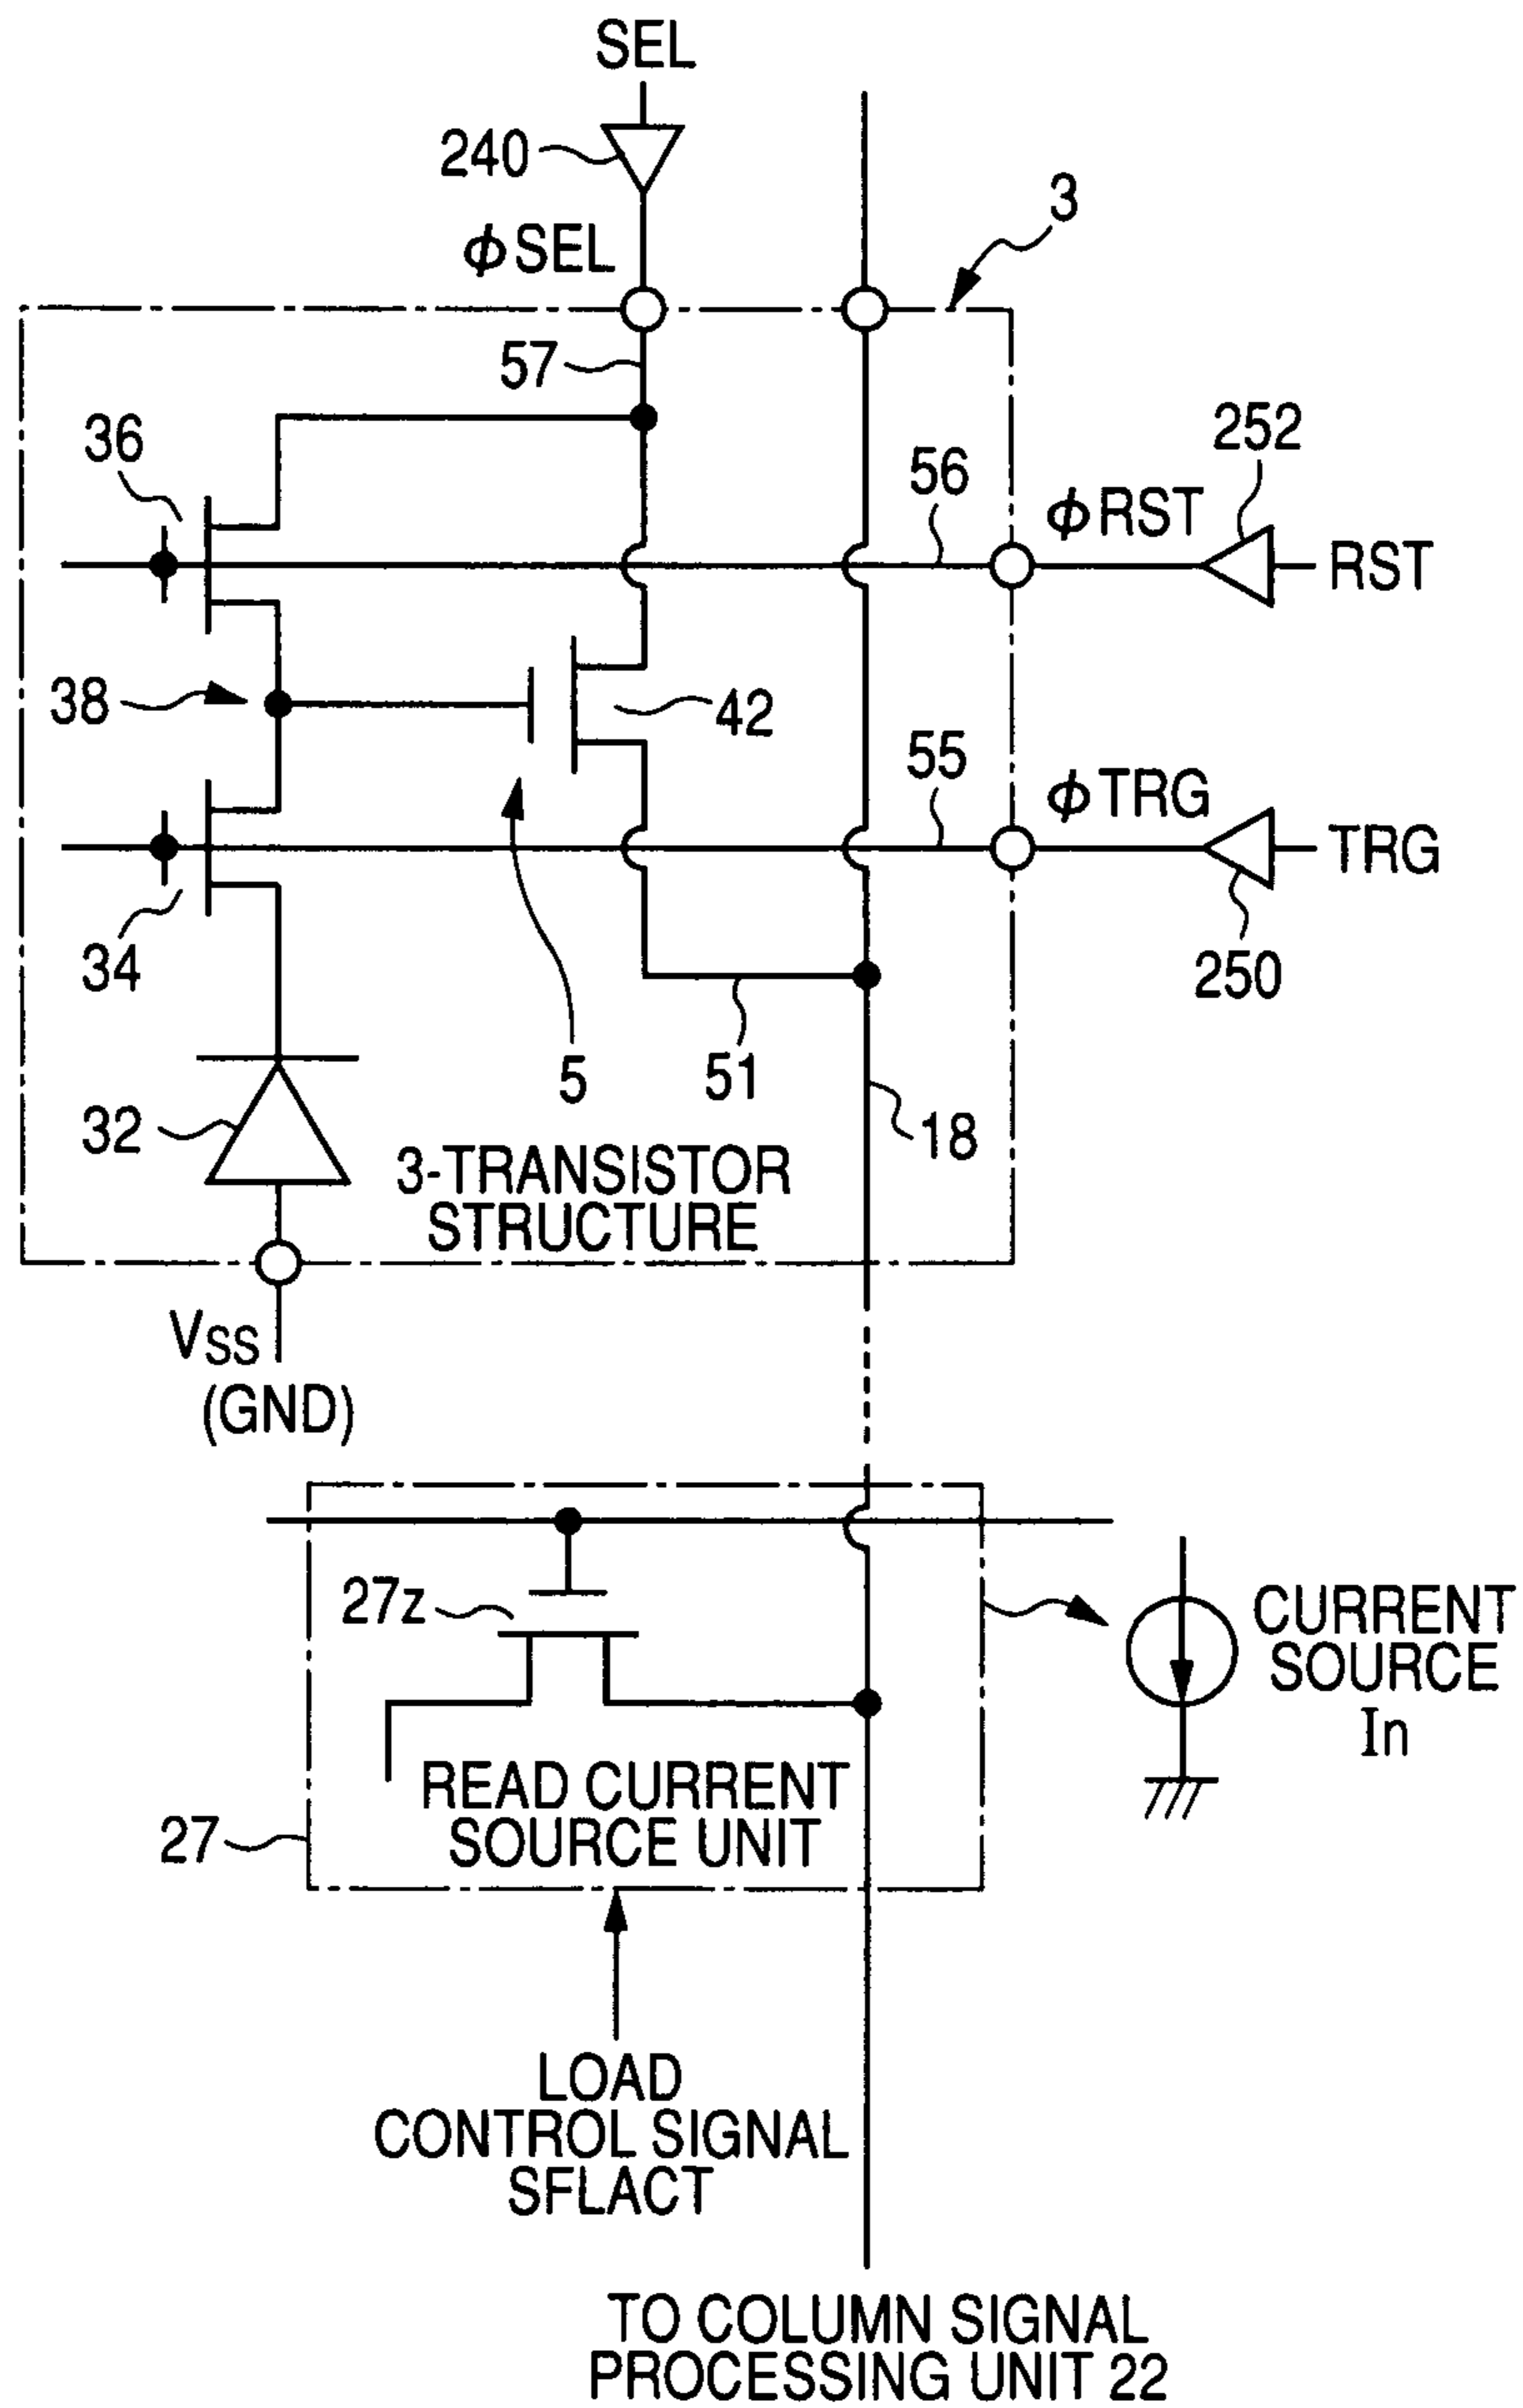 SEL
240
ϕSEL
3
57
36
252
56
ϕRST
RST
38
42
55
ϕTRG
TRG
34
250
5
51
32
18
3-TRANSISTOR
STRUCTURE
VSS
(GND)
27z
CURRENT
SOURCE
In
READ CURRENT
SOURCE UNIT
27
LOAD
CONTROL SIGNAL
SFLACT
TO COLUMN SIGNAL
PROCESSING UNIT 22